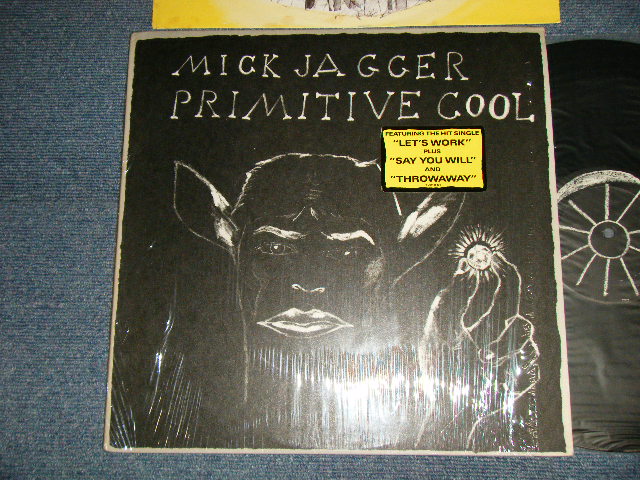 MICK JAGGER
PRIMITIVE COOL
FEATURING THE HIT SINGLE
"LET'S WORK"
PLUS
"SAY YOU WILL"
AND
"THROWAWAY"